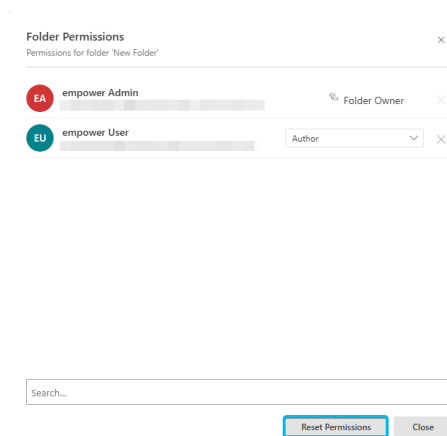 Folder Permissions
Permissions for folder 'New Folder'
EA
empower Admin
Folder Owner
EU
empower User
Author
Search...
Reset Permissions
Close